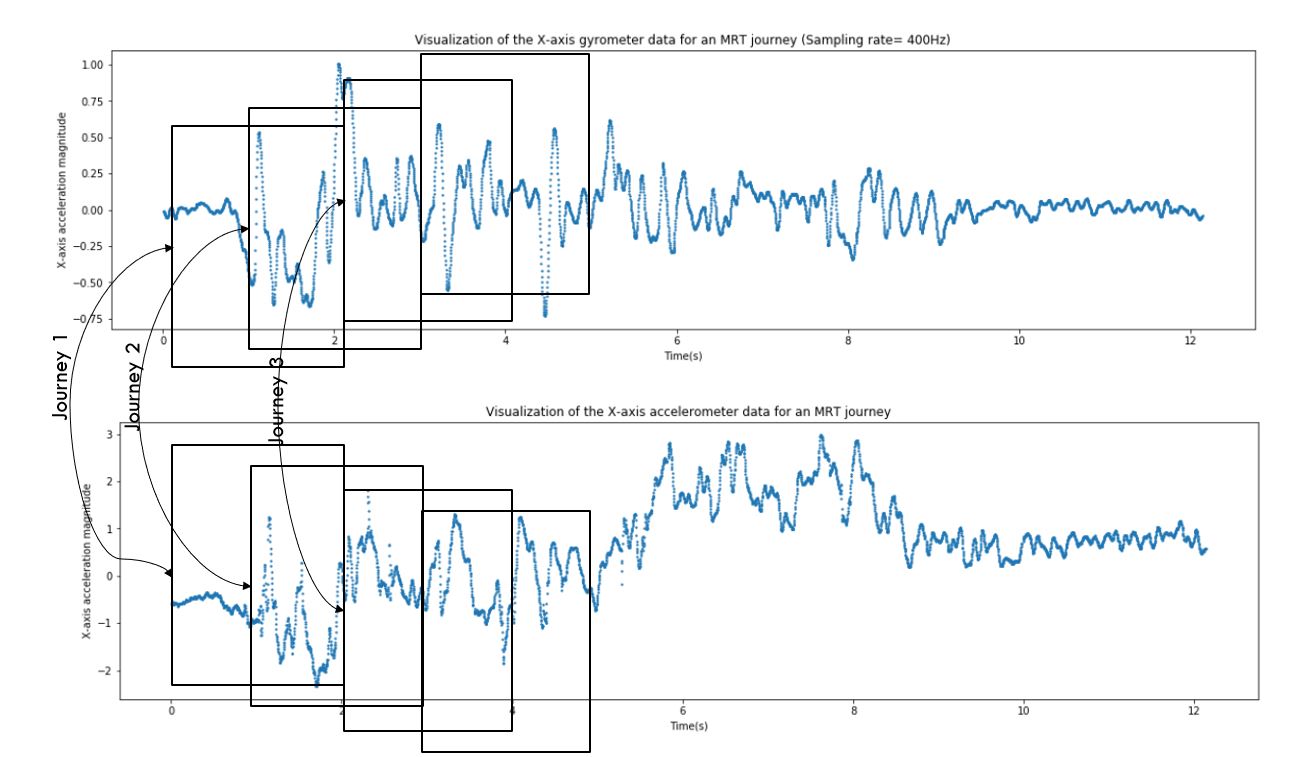 Visualization of the X-axis gyrometer data for an MRT journey (Sampling rate= 400Hz)
X-axis acceleration magnitude
1.00
0.75
0.50
0.25
0.00
−0.25
−0.50
−0.75
0 2 4 6 8 10 12
Time(s)
Journey 1
Journey 2
Journey 3
Visualization of the X-axis accelerometer data for an MRT journey
X-axis acceleration magnitude
3
2
1
0
−1
−2
0 2 4 6 8 10 12
Time(s)